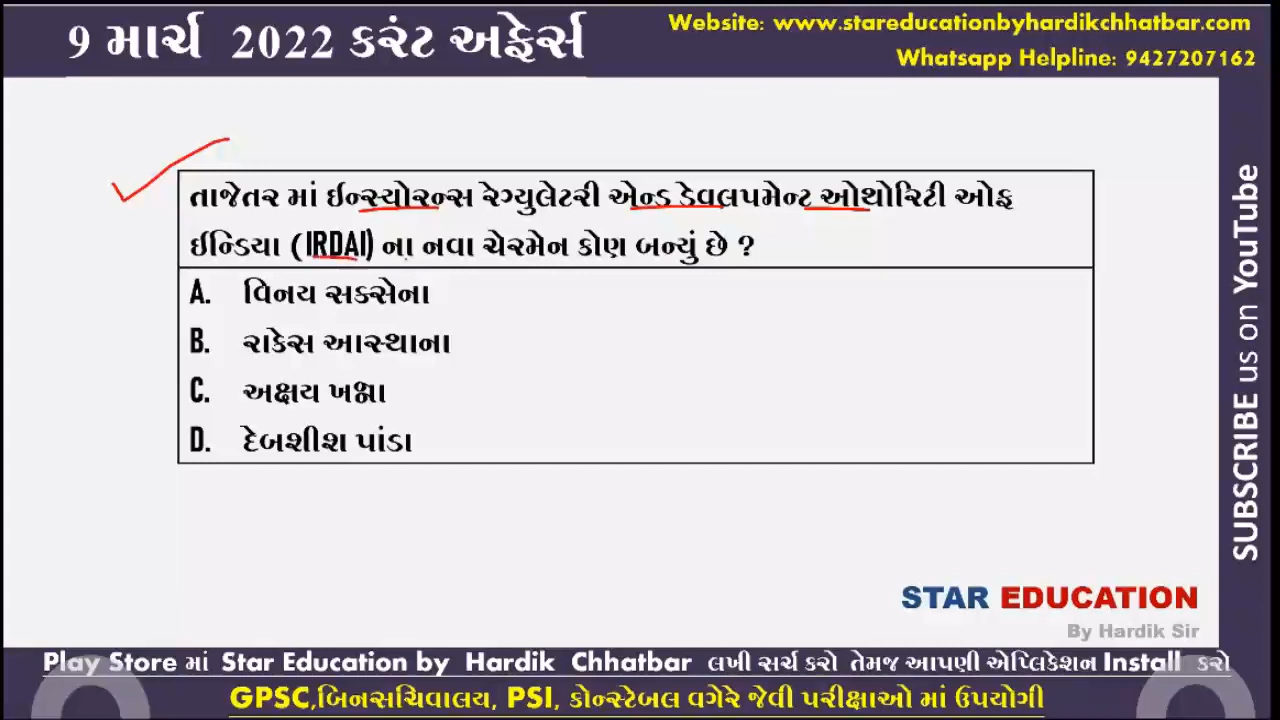 9 માર્ચ 2022 કરંટ અફેર્સ
Website: www.stareducationbyhardikchhatbar.com
Whatsapp Helpline: 9427207162
તાજેતર માં ઈન્સ્યોરન્સ રેગ્યુલેટરી એન્ડ ડેવલપમેન્ટ ઓથોરિટી ઓફ
ઈન્ડિયા (IRDAI) ના નવા ચેરમેન કોણ બન્યું છે ?
A. વિનય સક્સેના
B. રાકેસ આસ્થાના
C. અક્ષય ખન્ના
D. દેબશીશ પાંડા
SUBSCRIBE us on YouTube
STAR EDUCATION
By Hardik Sir
Play Store માં Star Education by Hardik Chhatbar લખી સર્ચ કરો તેમજ આપણી એપ્લિકેશન Install કરો
GPSC,બિનસચિવાલય, PSI, કોન્સ્ટેબલ વગેરે જેવી પરીક્ષાઓ માં ઉપયોગી